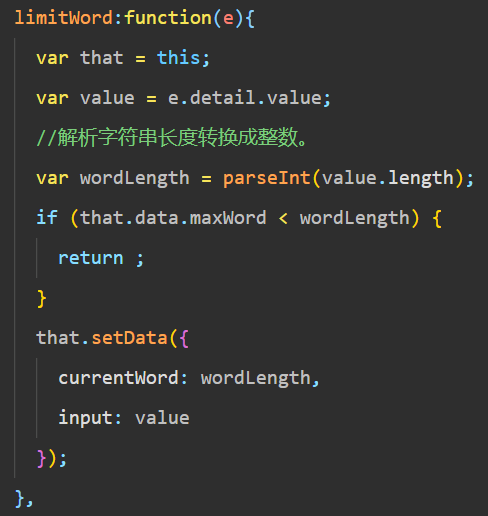 limitWord:function(e){
var that = this;
var value = e.detail.value;
//解析字符串长度转换成整数。
var wordLength = parseInt(value.length);
if (that.data.maxWord < wordLength) {
return ;
}
that.setData({
currentWord: wordLength,
input: value
});
},